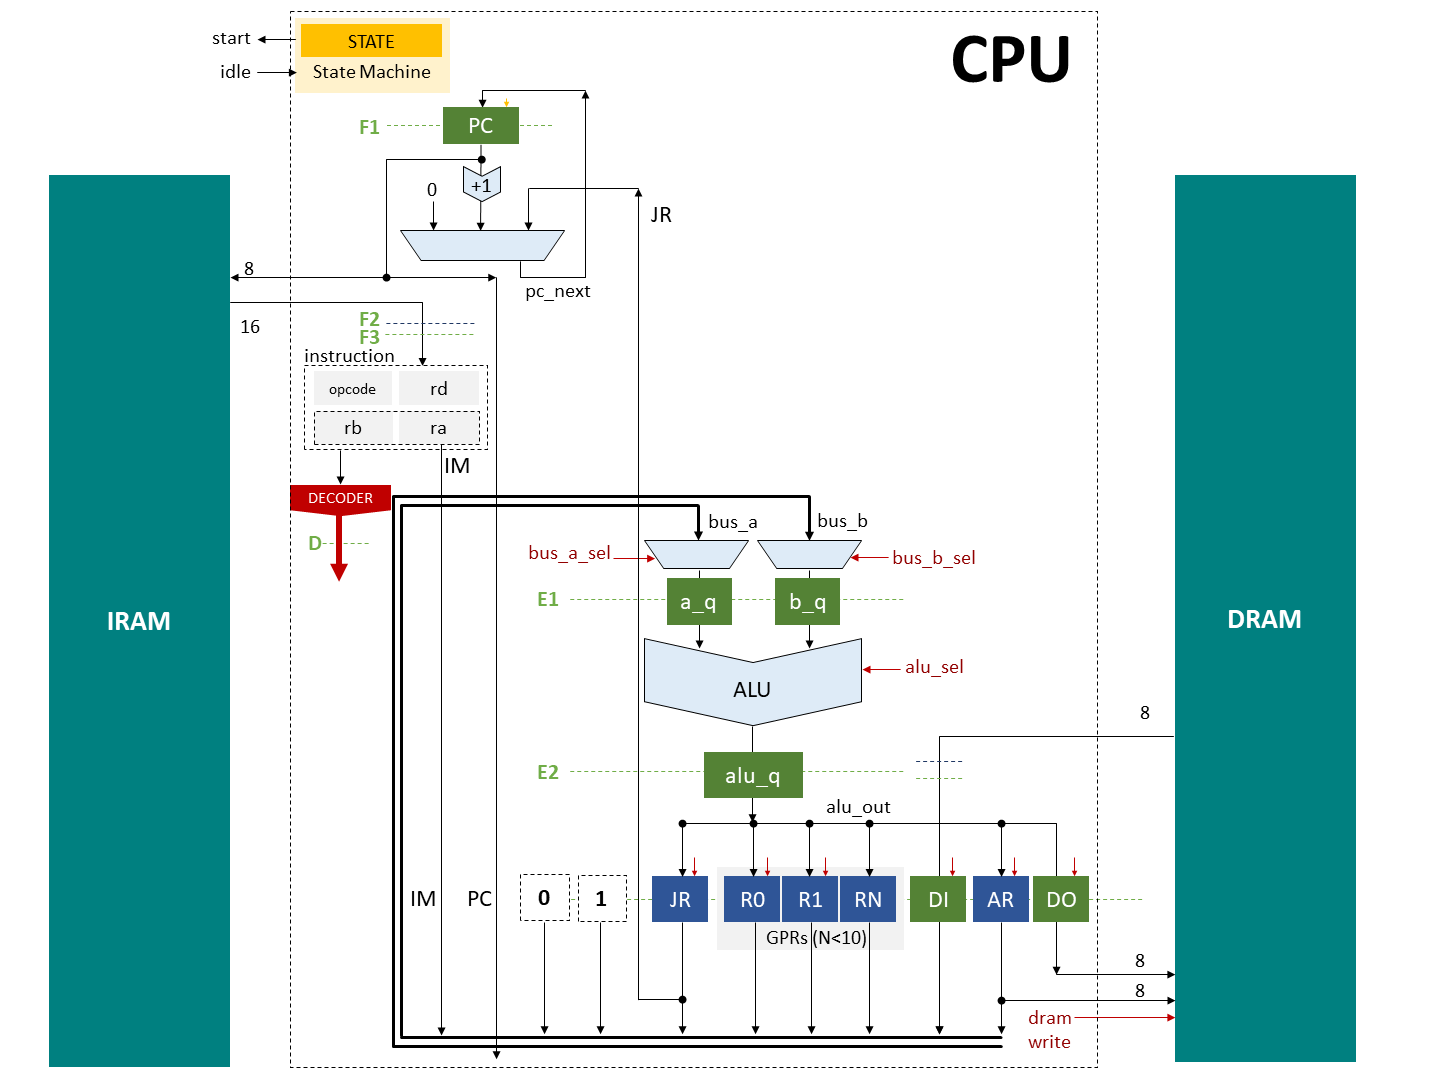 start
STATE
CPU
idle
State Machine
F1
PC
+1
0
JR
8
pc_next
16
F2
F3
instruction
opcode
rd
rb
ra
IM
DECODER
bus_a
bus_b
D
bus_a_sel
bus_b_sel
E1
a_q
b_q
IRAM
DRAM
ALU
alu_sel
8
E2
alu_q
alu_out
IM
PC
0
1
JR
R0
R1
RN
DI
AR
DO
GPRs (N<10)
8
8
dram
write